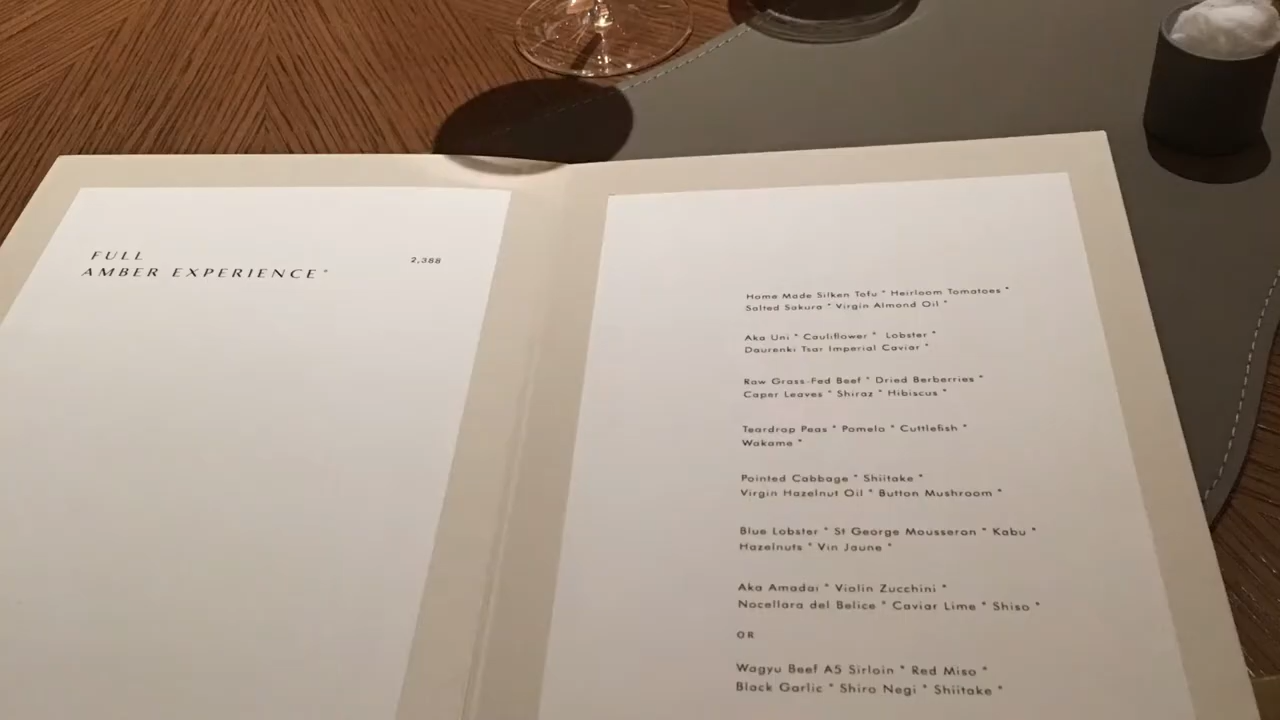 FULL
AMBER EXPERIENCE° 2,388
Home Made Silken Tofu ° Heirloom Tomatoes °
Salted Sakura ° Virgin Almond Oil °
Aka Uni ° Cauliflower ° Lobster °
Daurenki Tsar Imperial Caviar °
Raw Grass-Fed Beef ° Dried Berberries °
Caper Leaves ° Shiraz ° Hibiscus °
Teardrop Peas ° Pomelo ° Cuttlefish °
Wakame °
Pointed Cabbage ° Shiitake °
Virgin Hazelnut Oil ° Button Mushroom °
Blue Lobster ° St George Mousseron ° Kabu °
Hazelnuts ° Vin Jaune °
Aka Amadai ° Violin Zucchini °
Nocellara del Belice ° Caviar Lime ° Shiso °
OR
Wagyu Beef A5 Sirloin ° Red Miso °
Black Garlic ° Shiro Negi ° Shiitake °